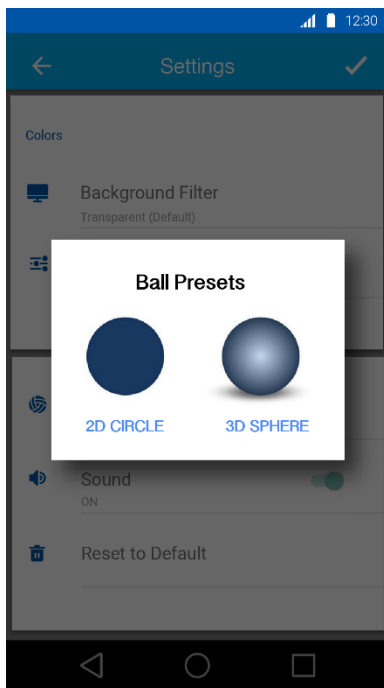 12:30
Settings
Colors
Background Filter
Transparent (Default)
Ball Presets
2D CIRCLE 3D SPHERE
Sound
ON
Reset to Default